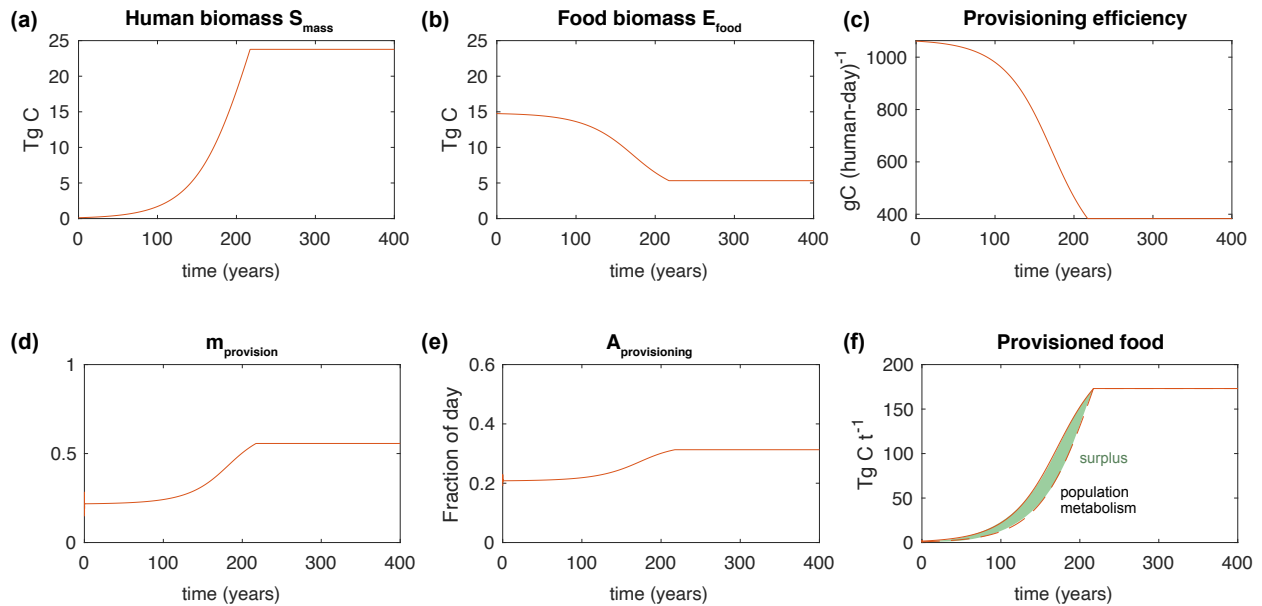 (a)
Human biomass S_mass
Tg C
25
20
15
10
5
0
0 100 200 300 400
time (years)
(b)
Food biomass E_food
Tg C
25
20
15
10
5
0
0 100 200 300 400
time (years)
(c)
Provisioning efficiency
gC (human-day)^-1
1000
800
600
400
0 100 200 300 400
time (years)
(d)
m_provision
1
0.5
0
0 100 200 300 400
time (years)
(e)
A_provisioning
Fraction of day
0.6
0.4
0.2
0
0 100 200 300 400
time (years)
(f)
Provisioned food
Tg C t^-1
200
150
100
50
0
surplus
population
metabolism
0 100 200 300 400
time (years)